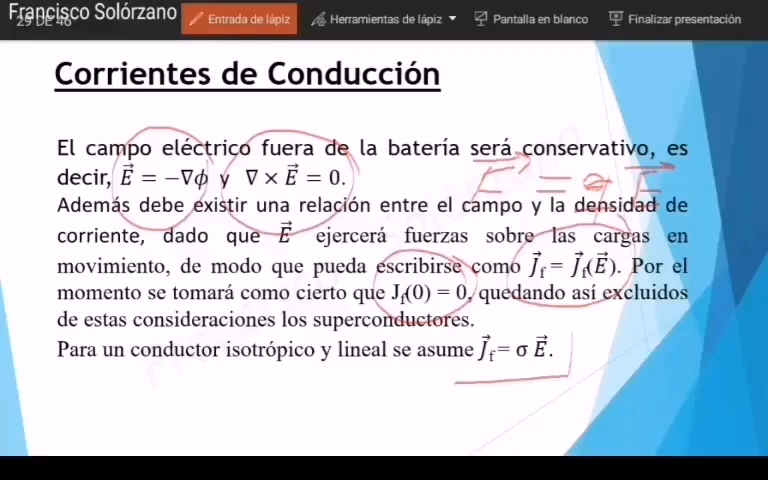 Francisco Solórzano
29 DE 46
Entrada de lápiz
Herramientas de lápiz
Pantalla en blanco
Finalizar presentación
Corrientes de Conducción
El campo eléctrico fuera de la batería será conservativo, es
decir, E⃗ = −∇ϕ y ∇ × E⃗ = 0.
Además debe existir una relación entre el campo y la densidad de
corriente, dado que E⃗ ejercerá fuerzas sobre las cargas en
movimiento, de modo que pueda escribirse como J⃗f = J⃗f(E⃗). Por el
momento se tomará como cierto que Jf(0) = 0, quedando así excluidos
de estas consideraciones los superconductores.
Para un conductor isotrópico y lineal se asume J⃗f = σ E⃗.